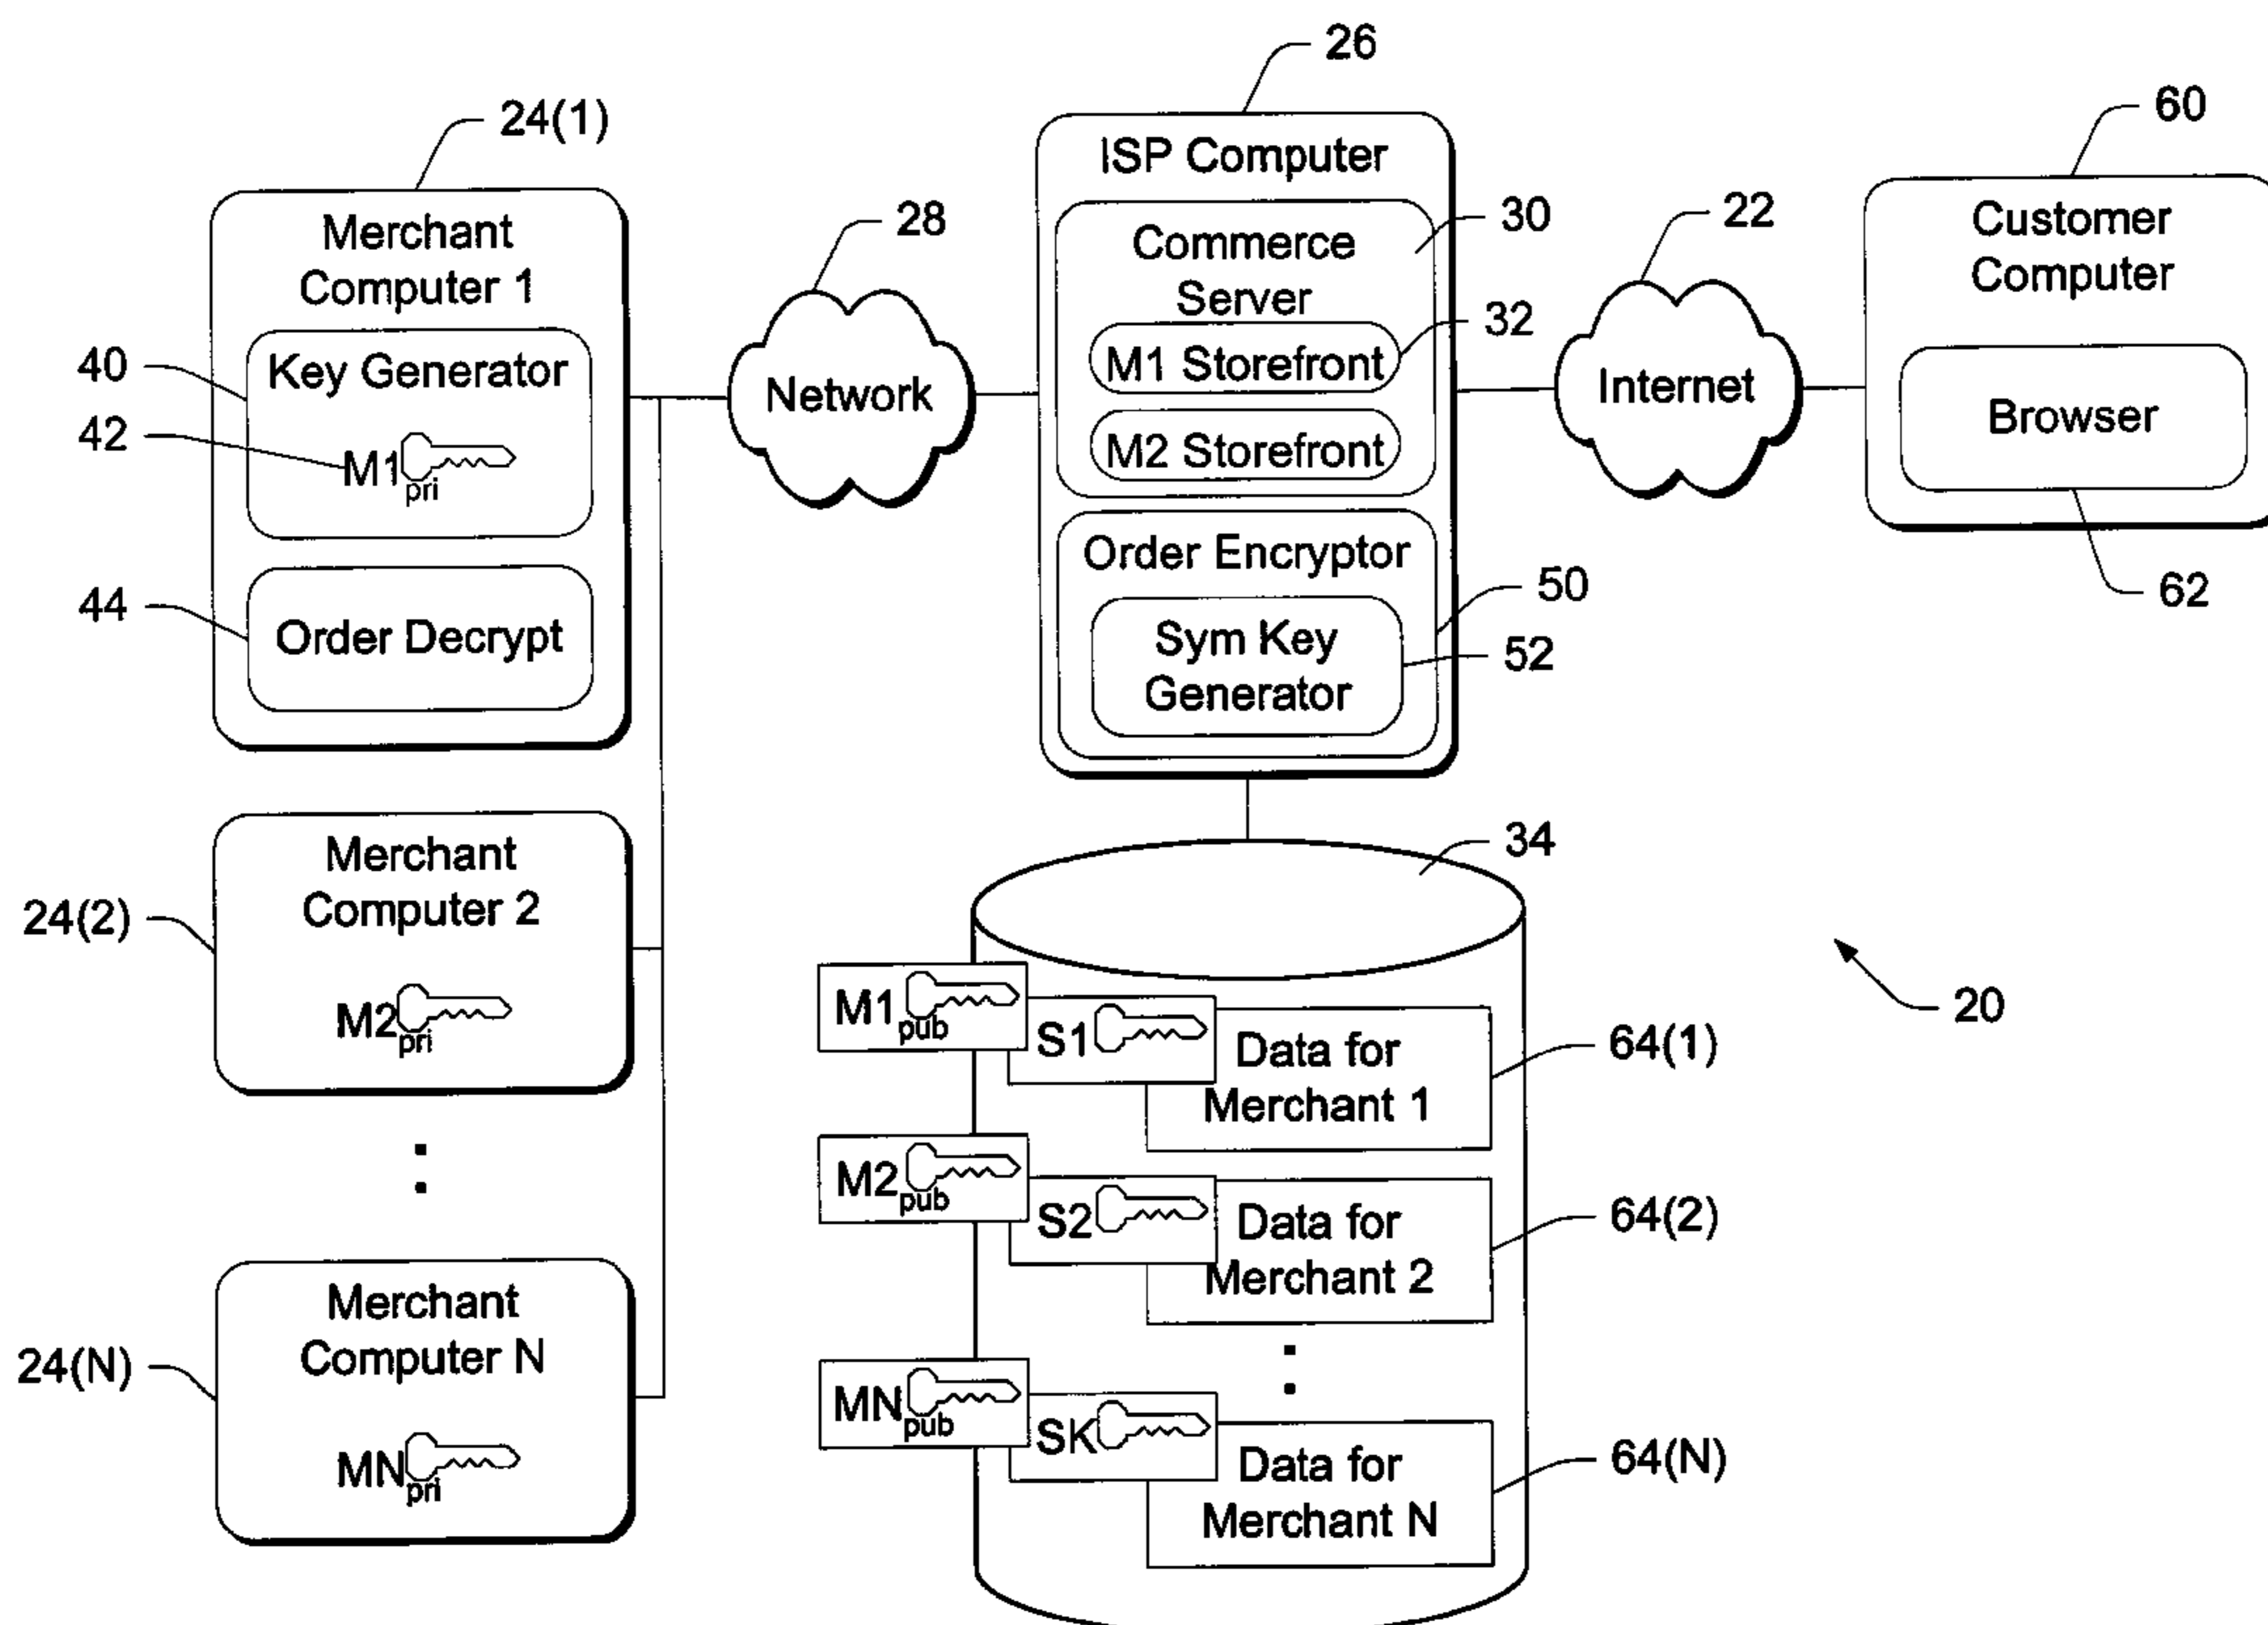 26
24(1)
60
ISP Computer
Merchant
Computer 1
28
30
22
Customer
Computer
Commerce
Server
32
40
Key Generator
M1 Storefront
Network
Internet
Browser
42
M1pri
M2 Storefront
Order Encryptor
50
62
44
Order Decrypt
Sym Key
Generator
52
34
Merchant
Computer 2
24(2)
M2pri
M1pub
S1
Data for
Merchant 1
64(1)
20
M2pub
S2
Data for
Merchant 2
64(2)
Merchant
Computer N
24(N)
MNpri
MNpub
SK
Data for
Merchant N
64(N)